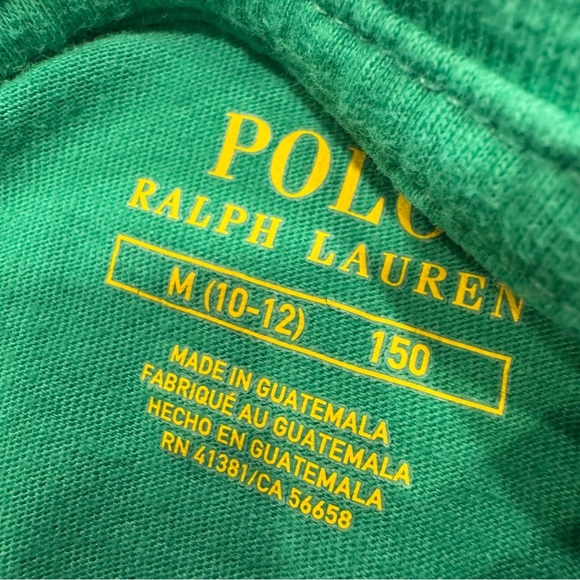 POLO
RALPH LAUREN
M (10-12) 150
MADE IN GUATEMALA
FABRIQUÉ AU GUATEMALA
HECHO EN GUATEMALA
RN 41381/CA 56658